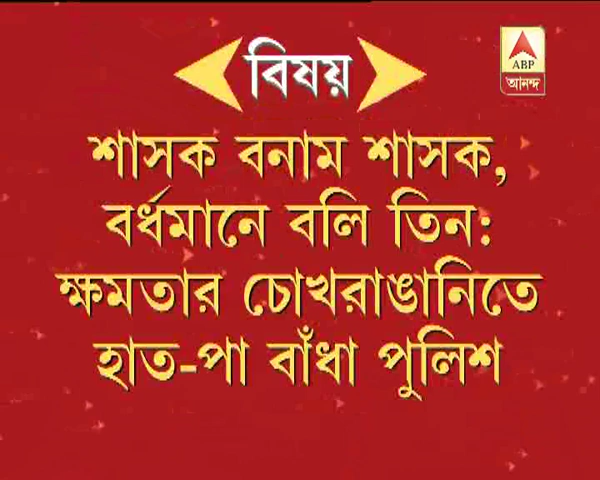 বিষয়
ABP
আনন্দ
শাসক বনাম শাসক,
বর্ধমানে বলি তিন:
ক্ষমতার চোখরাঙানিতে
হাত-পা বাঁধা পুলিশ